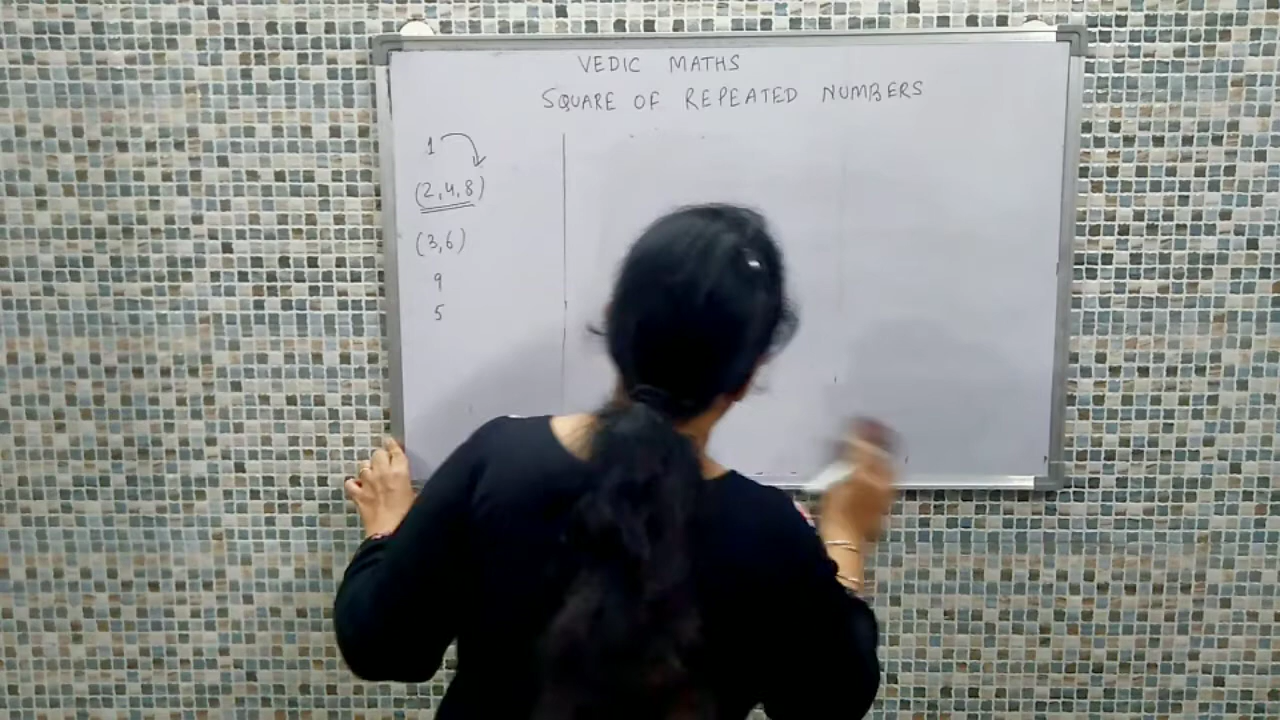 VEDIC MATHS
SQUARE OF REPEATED NUMBERS
1
(2,4,8)
(3,6)
9
5